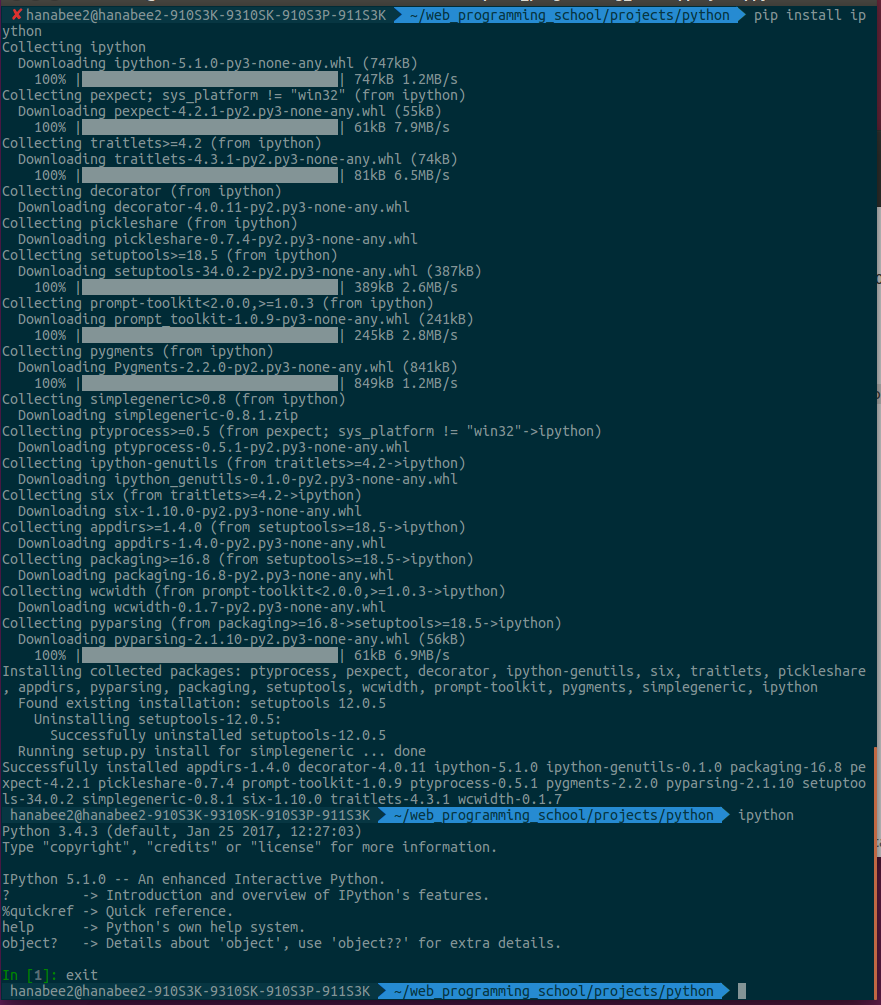 ✘ hanabee2@hanabee2-910S3K-9310SK-910S3P-911S3K ~/web_programming_school/projects/python pip install ip
ython
Collecting ipython
  Downloading ipython-5.1.0-py3-none-any.whl (747kB)
    100% |████████████████████████████████| 747kB 1.2MB/s
Collecting pexpect; sys_platform != "win32" (from ipython)
  Downloading pexpect-4.2.1-py2.py3-none-any.whl (55kB)
    100% |████████████████████████████████| 61kB 7.9MB/s
Collecting traitlets>=4.2 (from ipython)
  Downloading traitlets-4.3.1-py2.py3-none-any.whl (74kB)
    100% |████████████████████████████████| 81kB 6.5MB/s
Collecting decorator (from ipython)
  Downloading decorator-4.0.11-py2.py3-none-any.whl
Collecting pickleshare (from ipython)
  Downloading pickleshare-0.7.4-py2.py3-none-any.whl
Collecting setuptools>=18.5 (from ipython)
  Downloading setuptools-34.0.2-py2.py3-none-any.whl (387kB)
    100% |████████████████████████████████| 389kB 2.6MB/s
Collecting prompt-toolkit<2.0.0,>=1.0.3 (from ipython)
  Downloading prompt_toolkit-1.0.9-py3-none-any.whl (241kB)
    100% |████████████████████████████████| 245kB 2.8MB/s
Collecting pygments (from ipython)
  Downloading Pygments-2.2.0-py2.py3-none-any.whl (841kB)
    100% |████████████████████████████████| 849kB 1.2MB/s
Collecting simplegeneric>0.8 (from ipython)
  Downloading simplegeneric-0.8.1.zip
Collecting ptyprocess>=0.5 (from pexpect; sys_platform != "win32"->ipython)
  Downloading ptyprocess-0.5.1-py2.py3-none-any.whl
Collecting ipython-genutils (from traitlets>=4.2->ipython)
  Downloading ipython_genutils-0.1.0-py2.py3-none-any.whl
Collecting six (from traitlets>=4.2->ipython)
  Downloading six-1.10.0-py2.py3-none-any.whl
Collecting appdirs>=1.4.0 (from setuptools>=18.5->ipython)
  Downloading appdirs-1.4.0-py2.py3-none-any.whl
Collecting packaging>=16.8 (from setuptools>=18.5->ipython)
  Downloading packaging-16.8-py2.py3-none-any.whl
Collecting wcwidth (from prompt-toolkit<2.0.0,>=1.0.3->ipython)
  Downloading wcwidth-0.1.7-py2.py3-none-any.whl
Collecting pyparsing (from packaging>=16.8->setuptools>=18.5->ipython)
  Downloading pyparsing-2.1.10-py2.py3-none-any.whl (56kB)
    100% |████████████████████████████████| 61kB 6.9MB/s
Installing collected packages: ptyprocess, pexpect, decorator, ipython-genutils, six, traitlets, pickleshare
, appdirs, pyparsing, packaging, setuptools, wcwidth, prompt-toolkit, pygments, simplegeneric, ipython
  Found existing installation: setuptools 12.0.5
    Uninstalling setuptools-12.0.5:
      Successfully uninstalled setuptools-12.0.5
  Running setup.py install for simplegeneric ... done
Successfully installed appdirs-1.4.0 decorator-4.0.11 ipython-5.1.0 ipython-genutils-0.1.0 packaging-16.8 pe
xpect-4.2.1 pickleshare-0.7.4 prompt-toolkit-1.0.9 ptyprocess-0.5.1 pygments-2.2.0 pyparsing-2.1.10 setuptoo
ls-34.0.2 simplegeneric-0.8.1 six-1.10.0 traitlets-4.3.1 wcwidth-0.1.7
hanabee2@hanabee2-910S3K-9310SK-910S3P-911S3K ~/web_programming_school/projects/python ipython
Python 3.4.3 (default, Jan 25 2017, 12:27:03)
Type "copyright", "credits" or "license" for more information.

IPython 5.1.0 -- An enhanced Interactive Python.
?         -> Introduction and overview of IPython's features.
%quickref -> Quick reference.
help      -> Python's own help system.
object?   -> Details about 'object', use 'object??' for extra details.

In [1]: exit
hanabee2@hanabee2-910S3K-9310SK-910S3P-911S3K ~/web_programming_school/projects/python